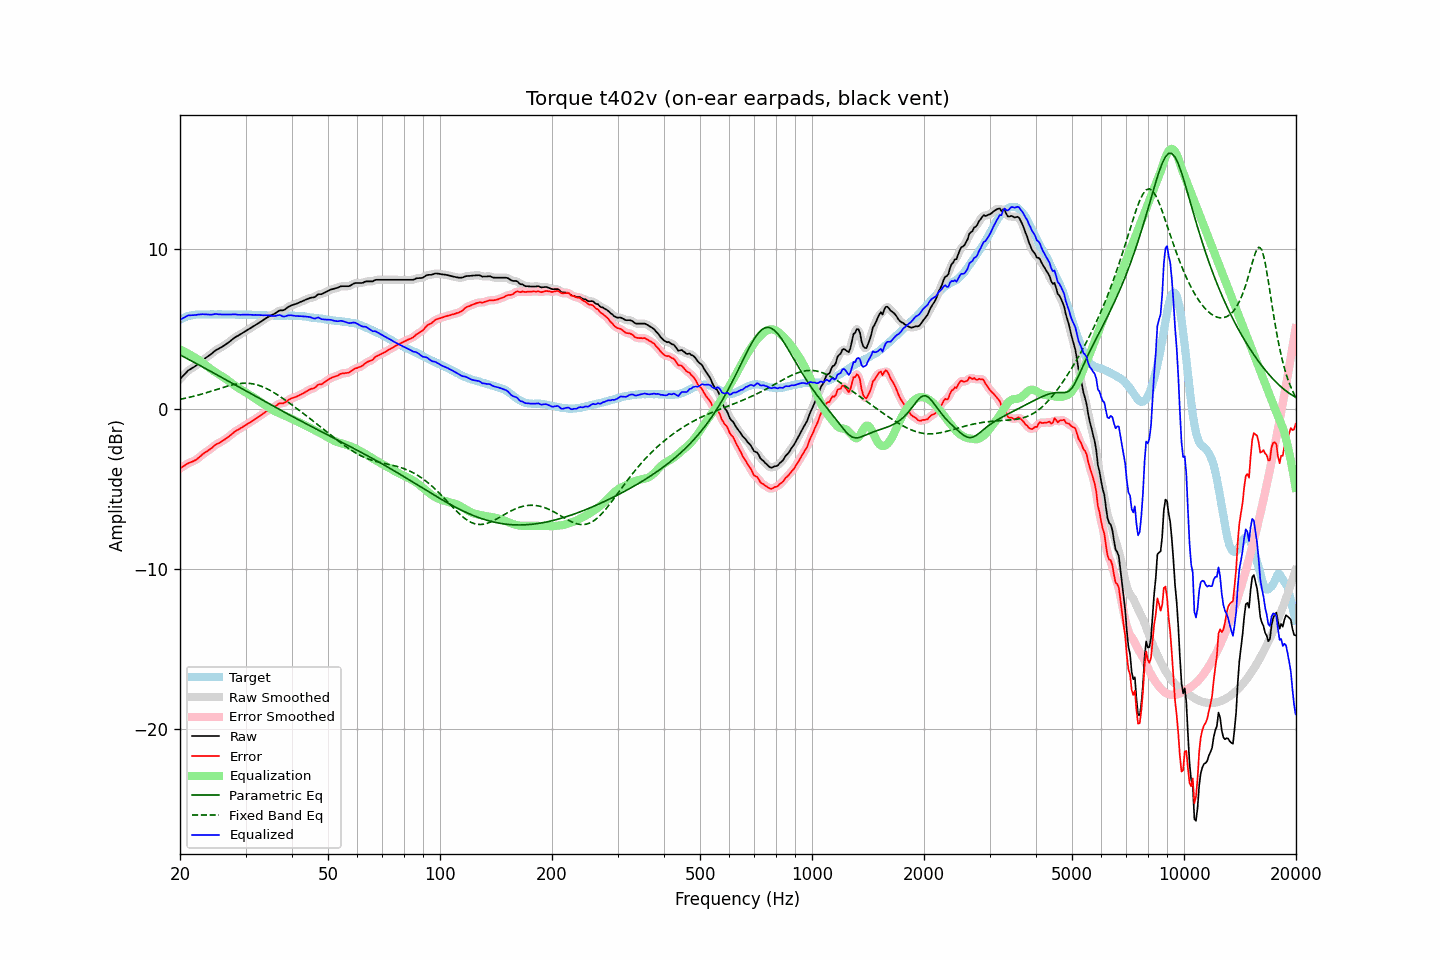 Torque t402v (on-ear earpads, black vent)
Amplitude (dBr)
10
0
−10
−20
Target
Raw Smoothed
Error Smoothed
Raw
Error
Equalization
Parametric Eq
Fixed Band Eq
Equalized
20 50 100 200 500 1000 2000 5000 10000 20000
Frequency (Hz)